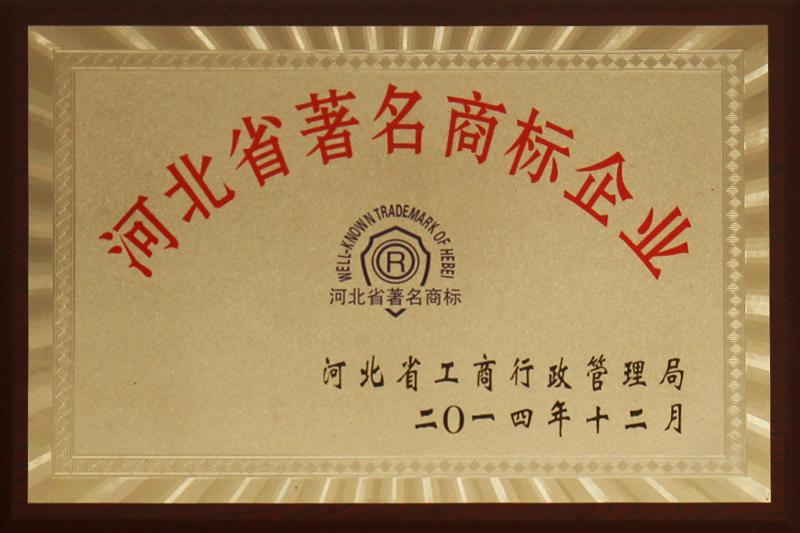 河北省著名商标企业
WELL-KNOWN TRADEMARK OF HEBEI
R
河北省著名商标
河北省工商行政管理局
二〇一四年十二月